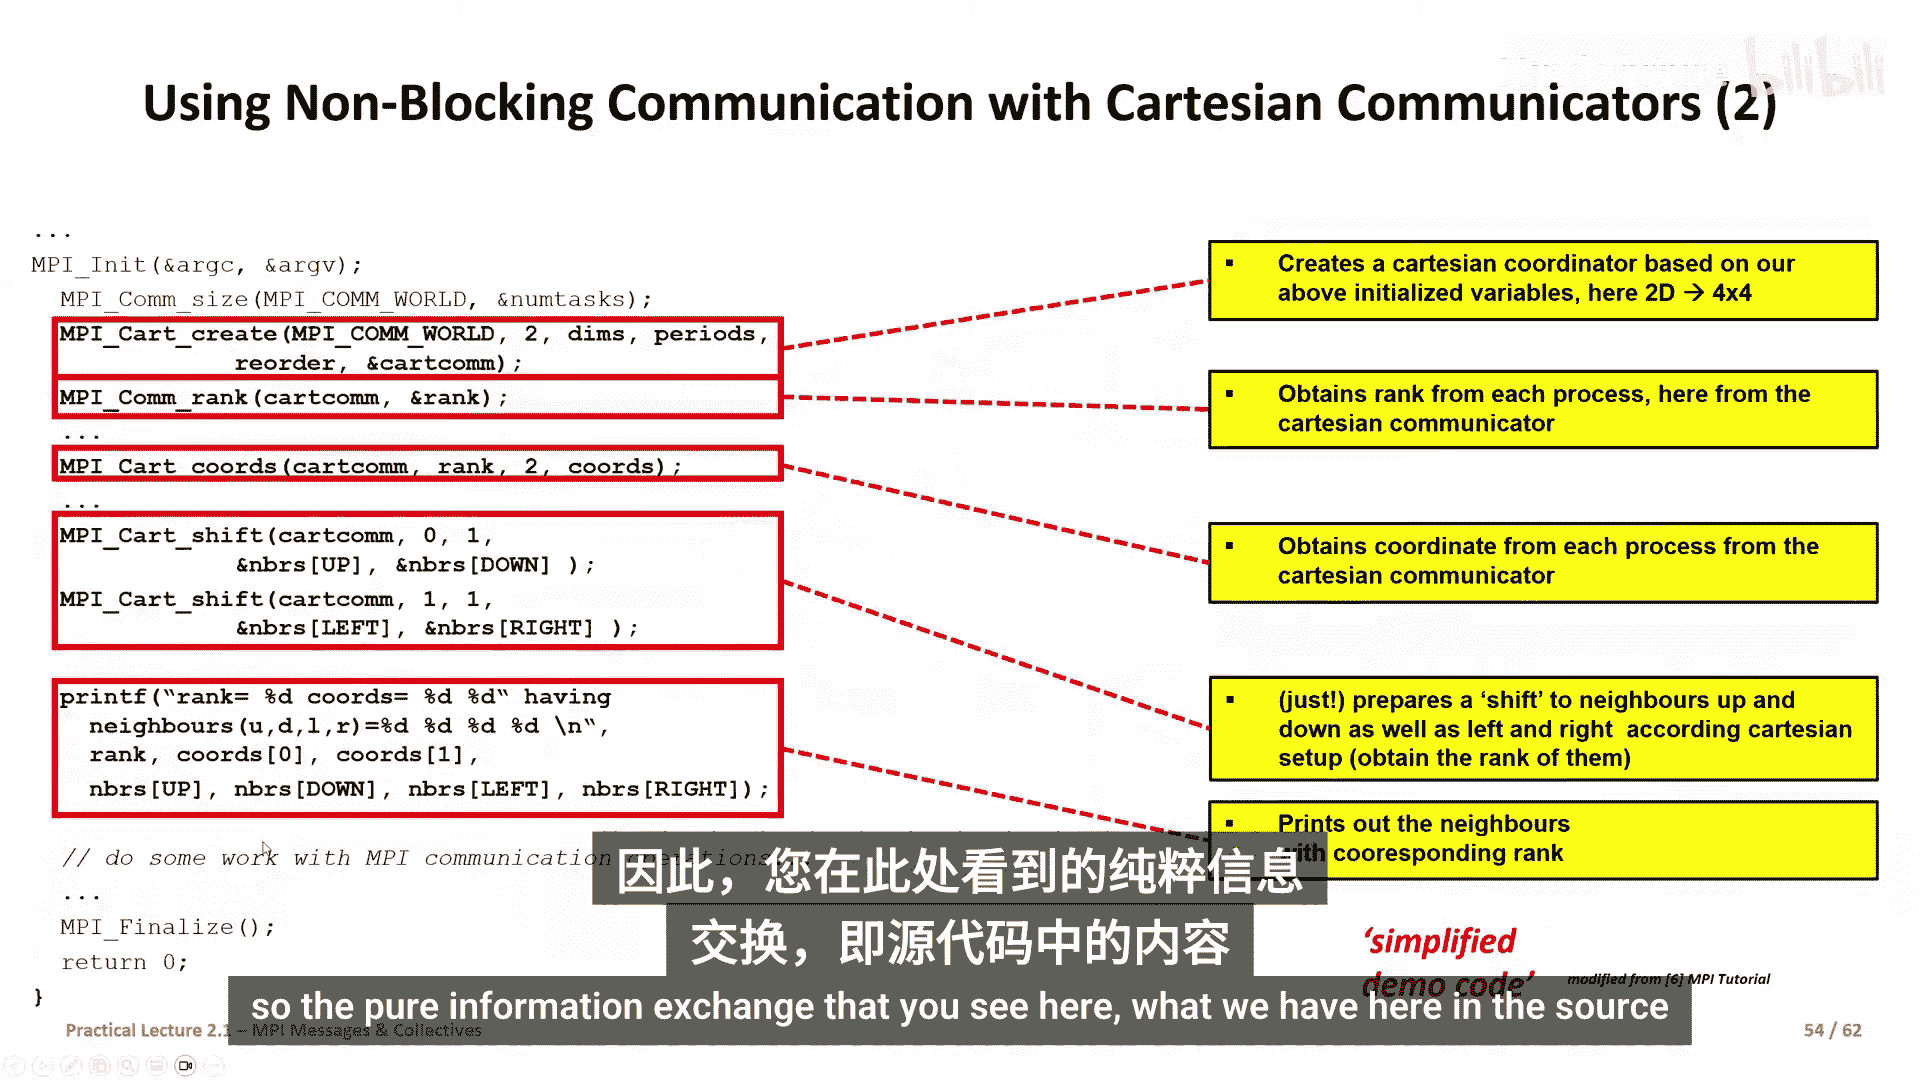 bilibili
Using Non-Blocking Communication with Cartesian Communicators (2)
...
MPI_Init(&argc, &argv);
MPI_Comm_size(MPI_COMM_WORLD, &numtasks);
MPI_Cart_create(MPI_COMM_WORLD, 2, dims, periods,
reorder, &cartcomm);
MPI_Comm_rank(cartcomm, &rank);
...
MPI_Cart_coords(cartcomm, rank, 2, coords);
...
MPI_Cart_shift(cartcomm, 0, 1,
&nbrs[UP], &nbrs[DOWN] );
MPI_Cart_shift(cartcomm, 1, 1,
&nbrs[LEFT], &nbrs[RIGHT] );
printf(“rank= %d coords= %d %d“ having
neighbours(u,d,l,r)=%d %d %d %d \n“,
rank, coords[0], coords[1],
nbrs[UP], nbrs[DOWN], nbrs[LEFT], nbrs[RIGHT]);
// do some work with MPI communication
...
MPI_Finalize();
return 0;
}
▪ Creates a cartesian coordinator based on our
above initialized variables, here 2D → 4x4
▪ Obtains rank from each process, here from the
cartesian communicator
▪ Obtains coordinate from each process from the
cartesian communicator
▪ (just!) prepares a ‘shift’ to neighbours up and
down as well as left and right according cartesian
setup (obtain the rank of them)
▪ Prints out the neighbours
with cooresponding rank
‘simplified
demo code’
modified from [6] MPI Tutorial
因此，您在此处看到的纯粹信息
交换，即源代码中的内容
so the pure information exchange that you see here, what we have here in the source
Practical Lecture 2.1 – MPI Messages & Collectives
54 / 62